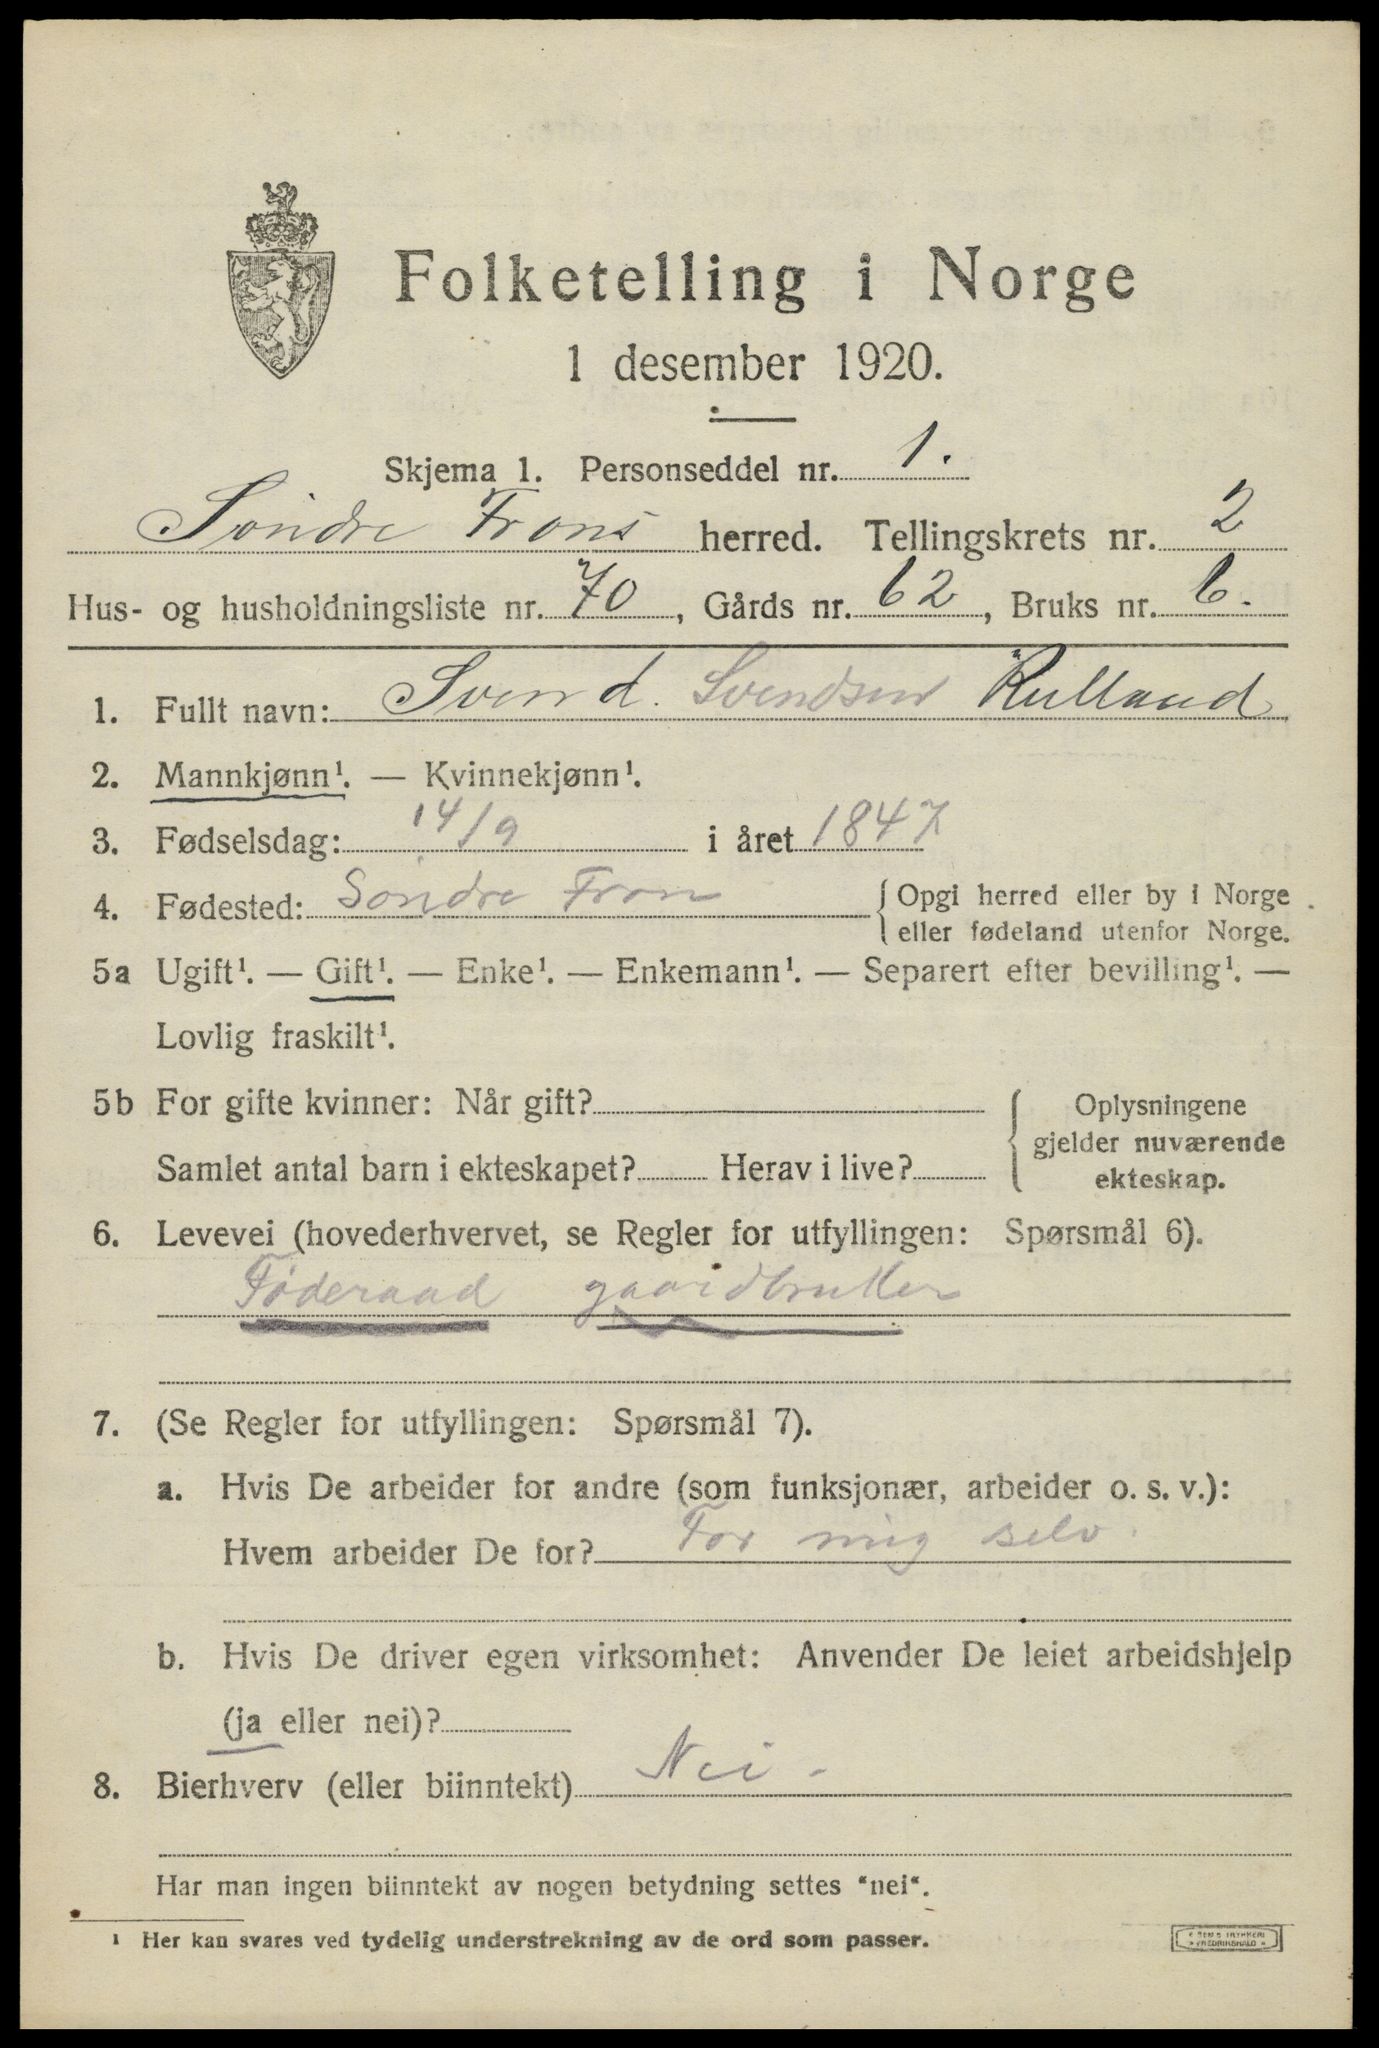 Folketelling i Norge
1 desember 1920.
Skjema 1. Personseddel nr. 1.
Søndre Frons herred. Tellingskrets nr. 2
Hus- og husholdningsliste nr. 70, Gårds nr. 62, Bruks nr. 6.
1. Fullt navn: Svend. Svendsen Rulland
2. Mannkjønn¹. — Kvinnekjønn¹.
3. Fødselsdag: 14/9 i året 1847
4. Fødested: Søndre Fron {Opgi herred eller by i Norge
eller fødeland utenfor Norge.
5a Ugift¹. — Gift¹. — Enke¹. — Enkemann¹. — Separert efter bevilling¹. —
Lovlig fraskilt¹.
5b For gifte kvinner: Når gift? { Oplysningene
gjelder nuværende
Samlet antal barn i ekteskapet? Herav i live? ekteskap.
6. Levevei (hovederhvervet, se Regler for utfyllingen: Spørsmål 6).
Föderaad gaardbruker
7. (Se Regler for utfyllingen: Spørsmål 7).
a. Hvis De arbeider for andre (som funksjonær, arbeider o. s. v.):
Hvem arbeider De for? For mig selv.
b. Hvis De driver egen virksomhet: Anvender De leiet arbeidshjelp
(ja eller nei)?
8. Bierhverv (eller biinntekt) Nei -
Har man ingen biinntekt av nogen betydning settes "nei".
¹ Her kan svares ved tydelig understrekning av de ord som passer.